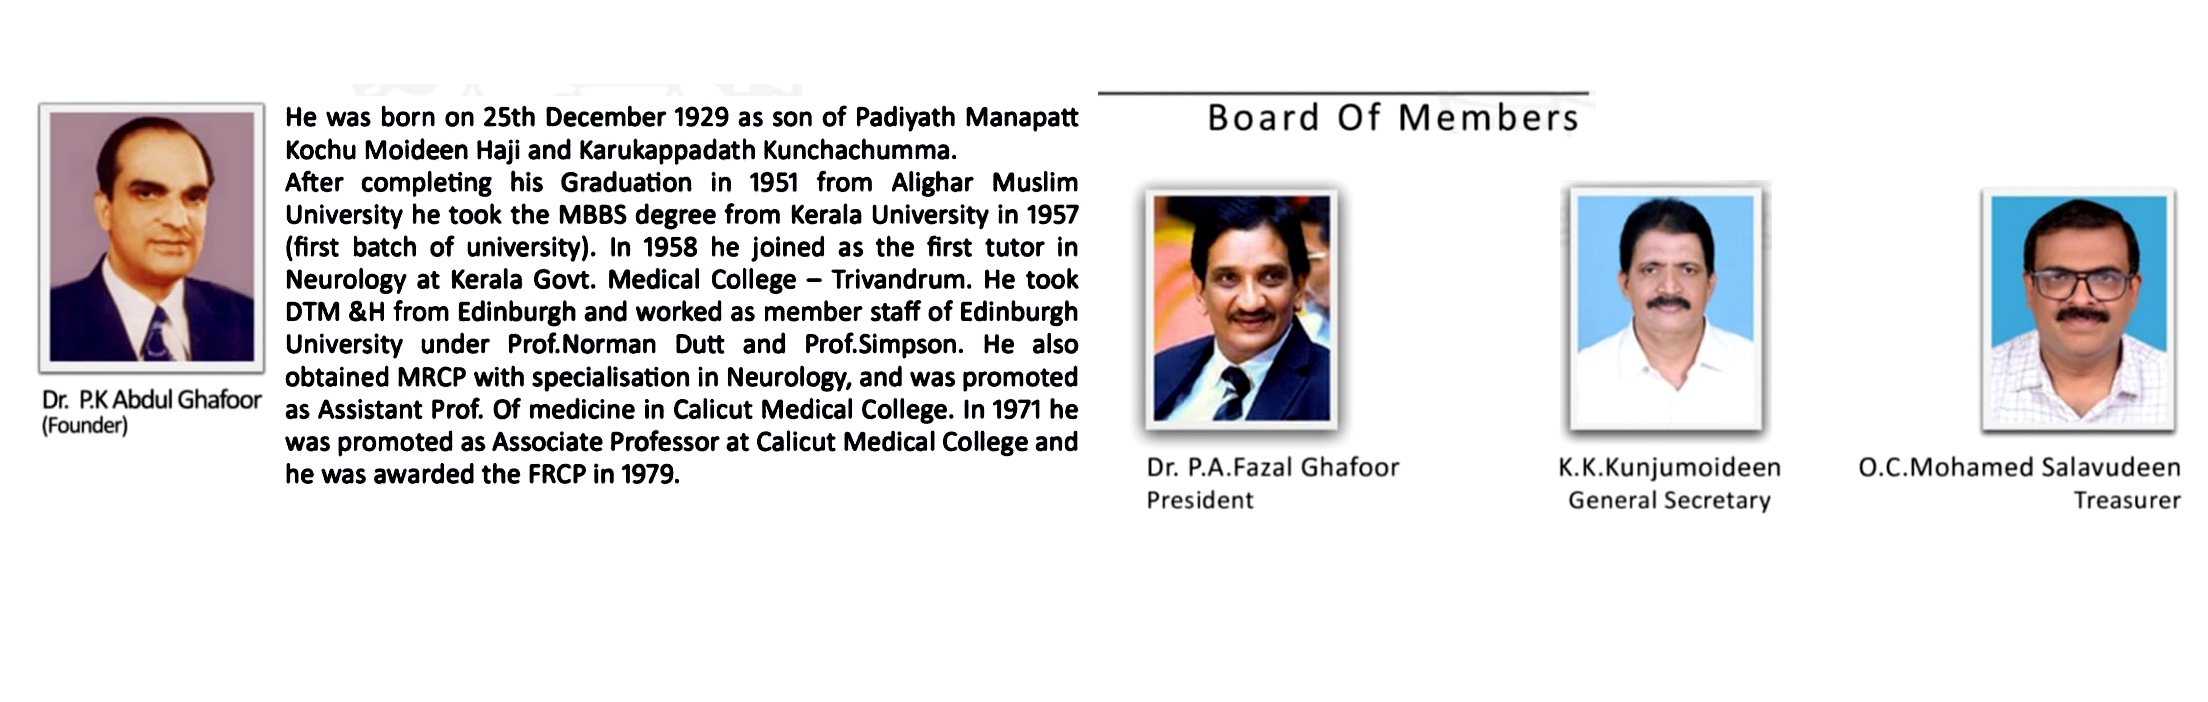 He was born on 25th December 1929 as son of Padiyath Manapatt
Kochu Moideen Haji and Karukappadath Kunchachumma.
After completing his Graduation in 1951 from Alighar Muslim
University he took the MBBS degree from Kerala University in 1957
(first batch of university). In 1958 he joined as the first tutor in
Neurology at Kerala Govt. Medical College – Trivandrum. He took
DTM &H from Edinburgh and worked as member staff of Edinburgh
University under Prof.Norman Dutt and Prof.Simpson. He also
obtained MRCP with specialisation in Neurology, and was promoted
as Assistant Prof. Of medicine in Calicut Medical College. In 1971 he
was promoted as Associate Professor at Calicut Medical College and
he was awarded the FRCP in 1979.
Dr. P.K Abdul Ghafoor
(Founder)
Board Of Members
Dr. P.A.Fazal Ghafoor
President
K.K.Kunjumoideen
General Secretary
O.C.Mohamed Salavudeen
Treasurer